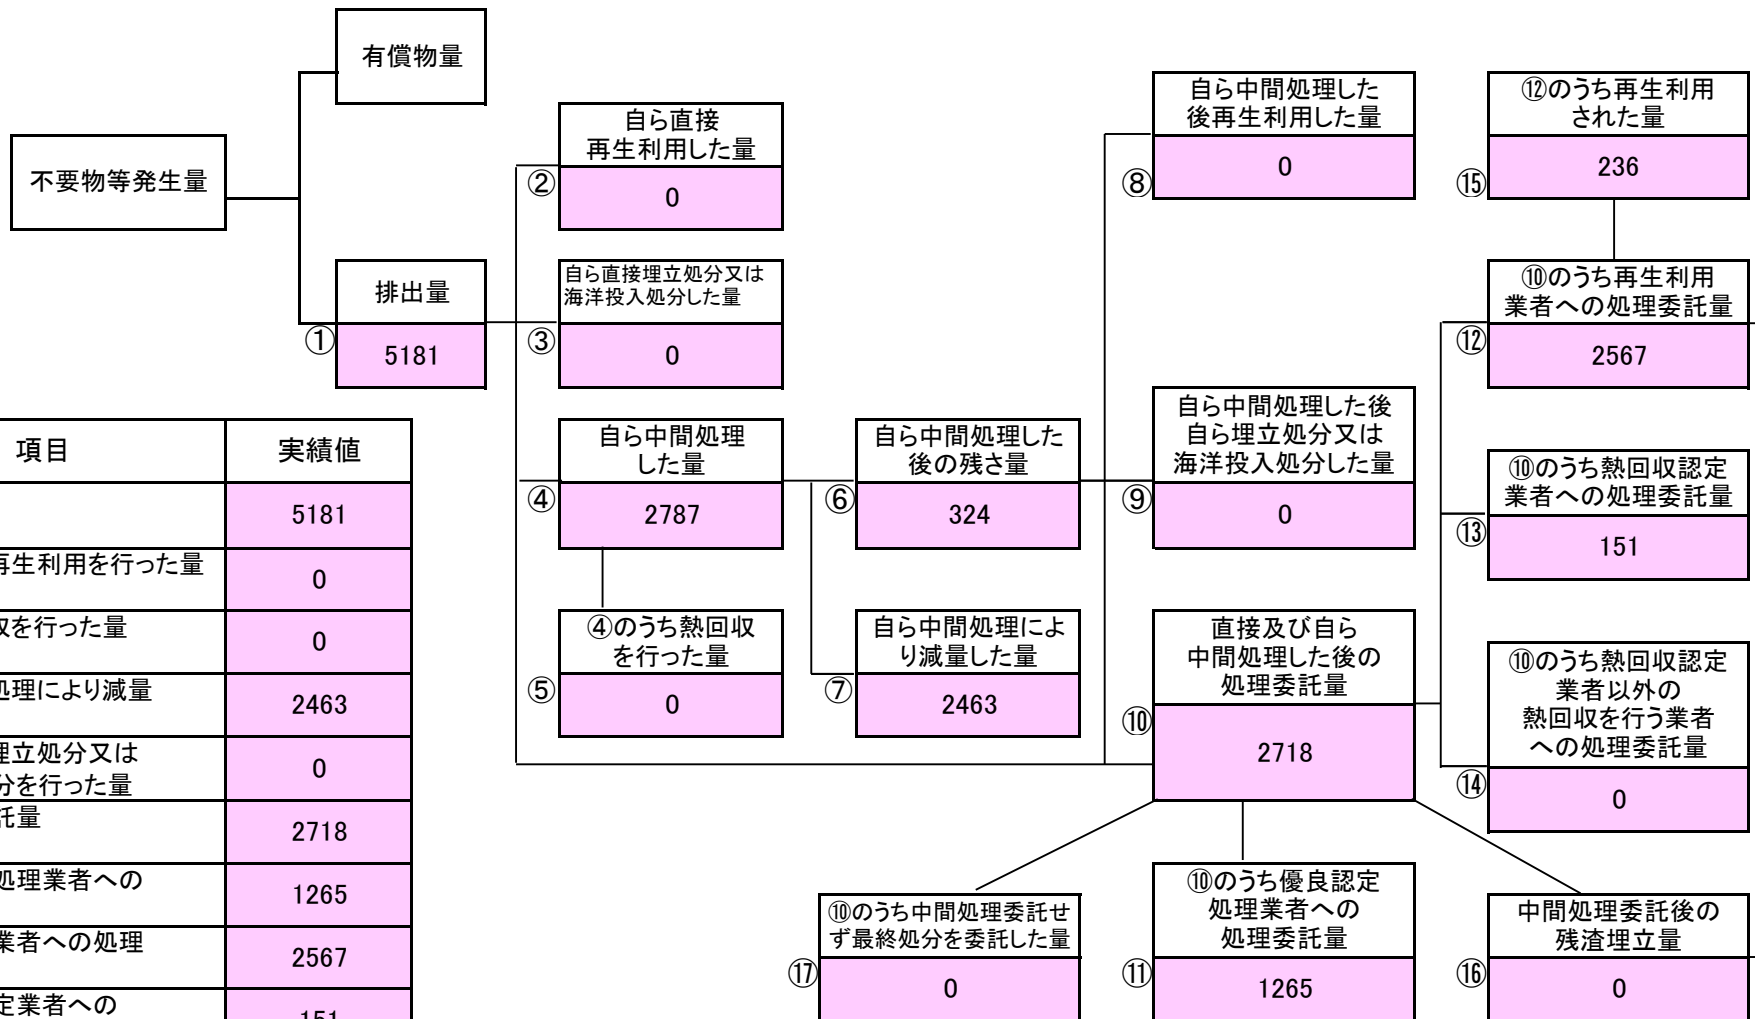 有償物量
不要物等発生量
排出量
①
5181
自ら直接
再生利用した量
②
0
自ら直接埋立処分又は
海洋投入処分した量
③
0
自ら中間処理
した量
④
2787
④のうち熱回収
を行った量
⑤
0
自ら中間処理した
後の残さ量
⑥
324
自ら中間処理によ
り減量した量
⑦
2463
自ら中間処理した
後再生利用した量
⑧
0
自ら中間処理した後
自ら埋立処分又は
海洋投入処分した量
⑨
0
直接及び自ら
中間処理した後の
処理委託量
⑩
2718
⑫のうち再生利用
された量
⑮
236
⑩のうち再生利用
業者への処理委託量
⑫
2567
⑩のうち熱回収認定
業者への処理委託量
⑬
151
⑩のうち熱回収認定
業者以外の
熱回収を行う業者
への処理委託量
⑭
0
⑩のうち中間処理委託せ
ず最終処分を委託した量
⑰
0
⑩のうち優良認定
処理業者への
処理委託量
⑪
1265
中間処理委託後の
残渣埋立量
⑯
0
項目 実績値
5181
再生利用を行った量
0
収を行った量
0
処理により減量
2463
埋立処分又は
分を行った量
0
託量
2718
処理業者への
1265
業者への処理
2567
定業者への
151